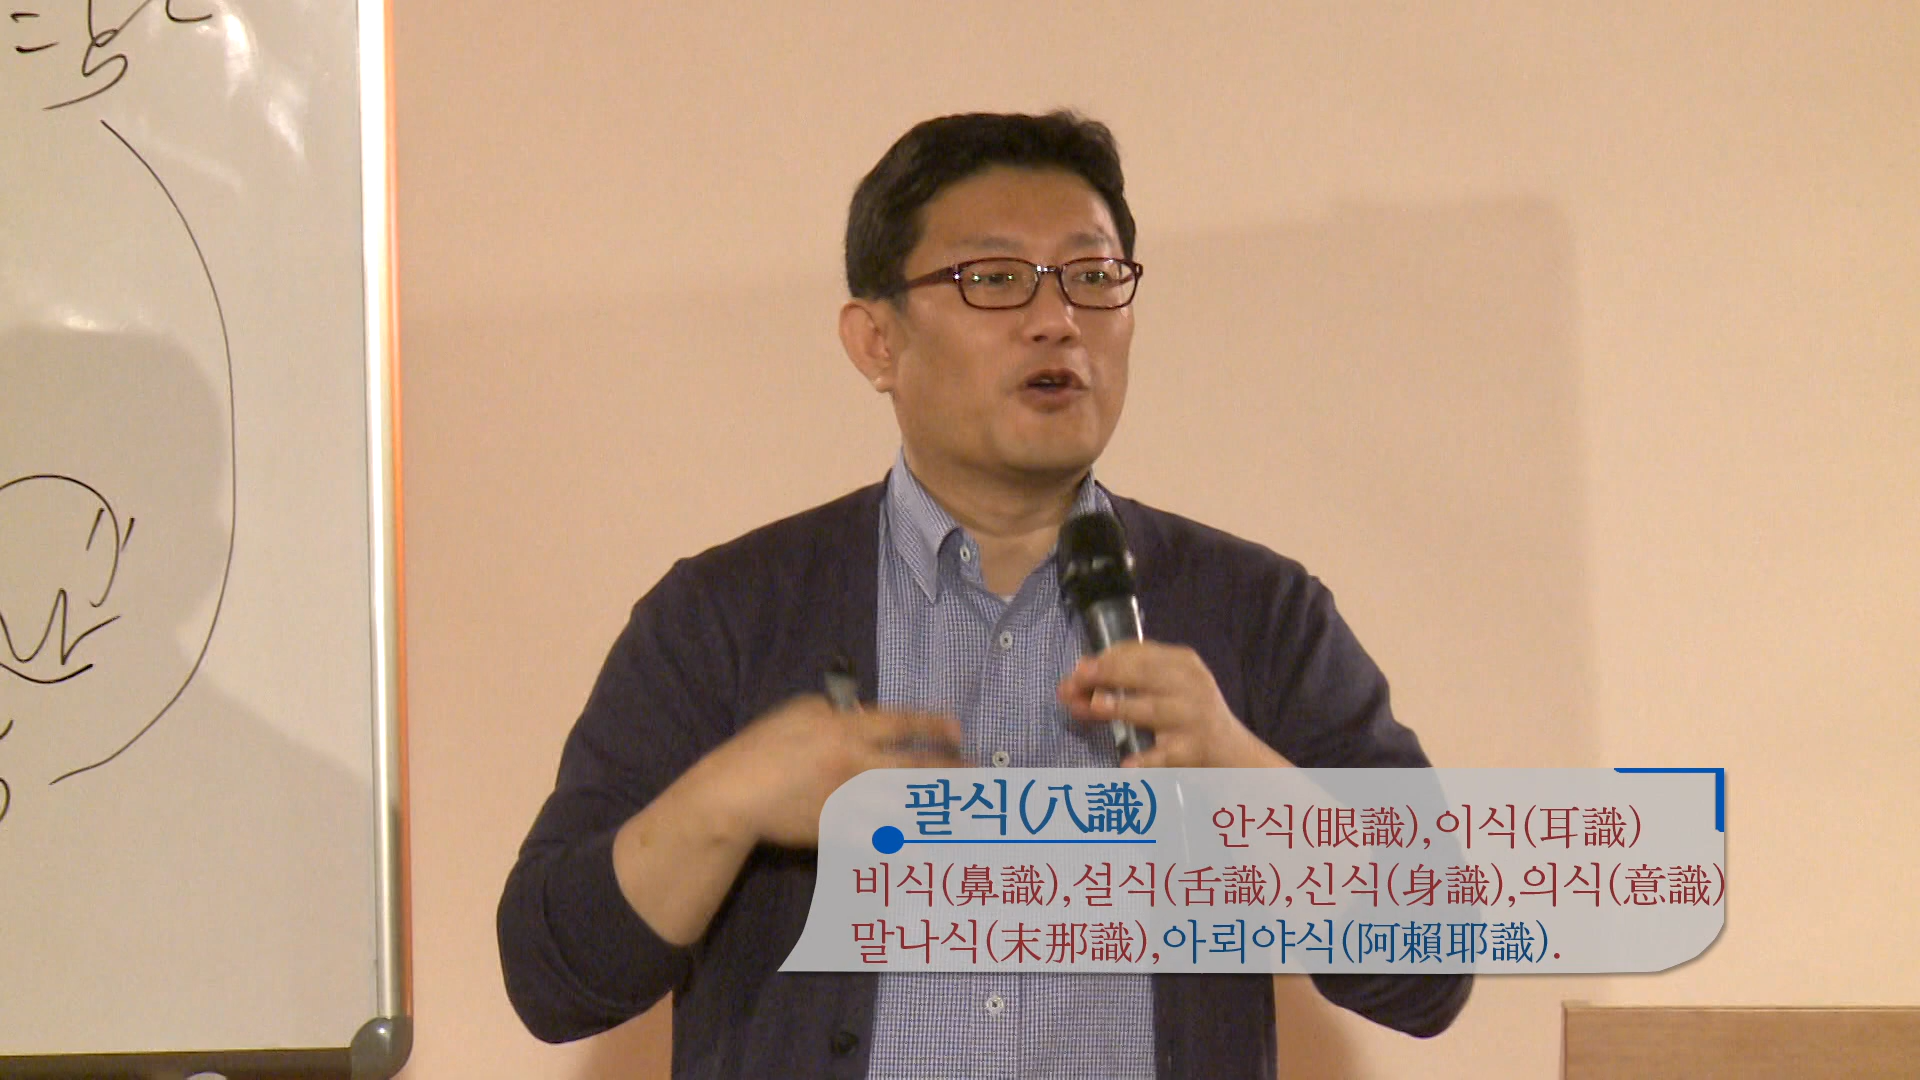 팔식(八識) 안식(眼識),이식(耳識)
비식(鼻識),설식(舌識),신식(身識),의식(意識)
말나식(末那識),아뢰야식(阿賴耶識).